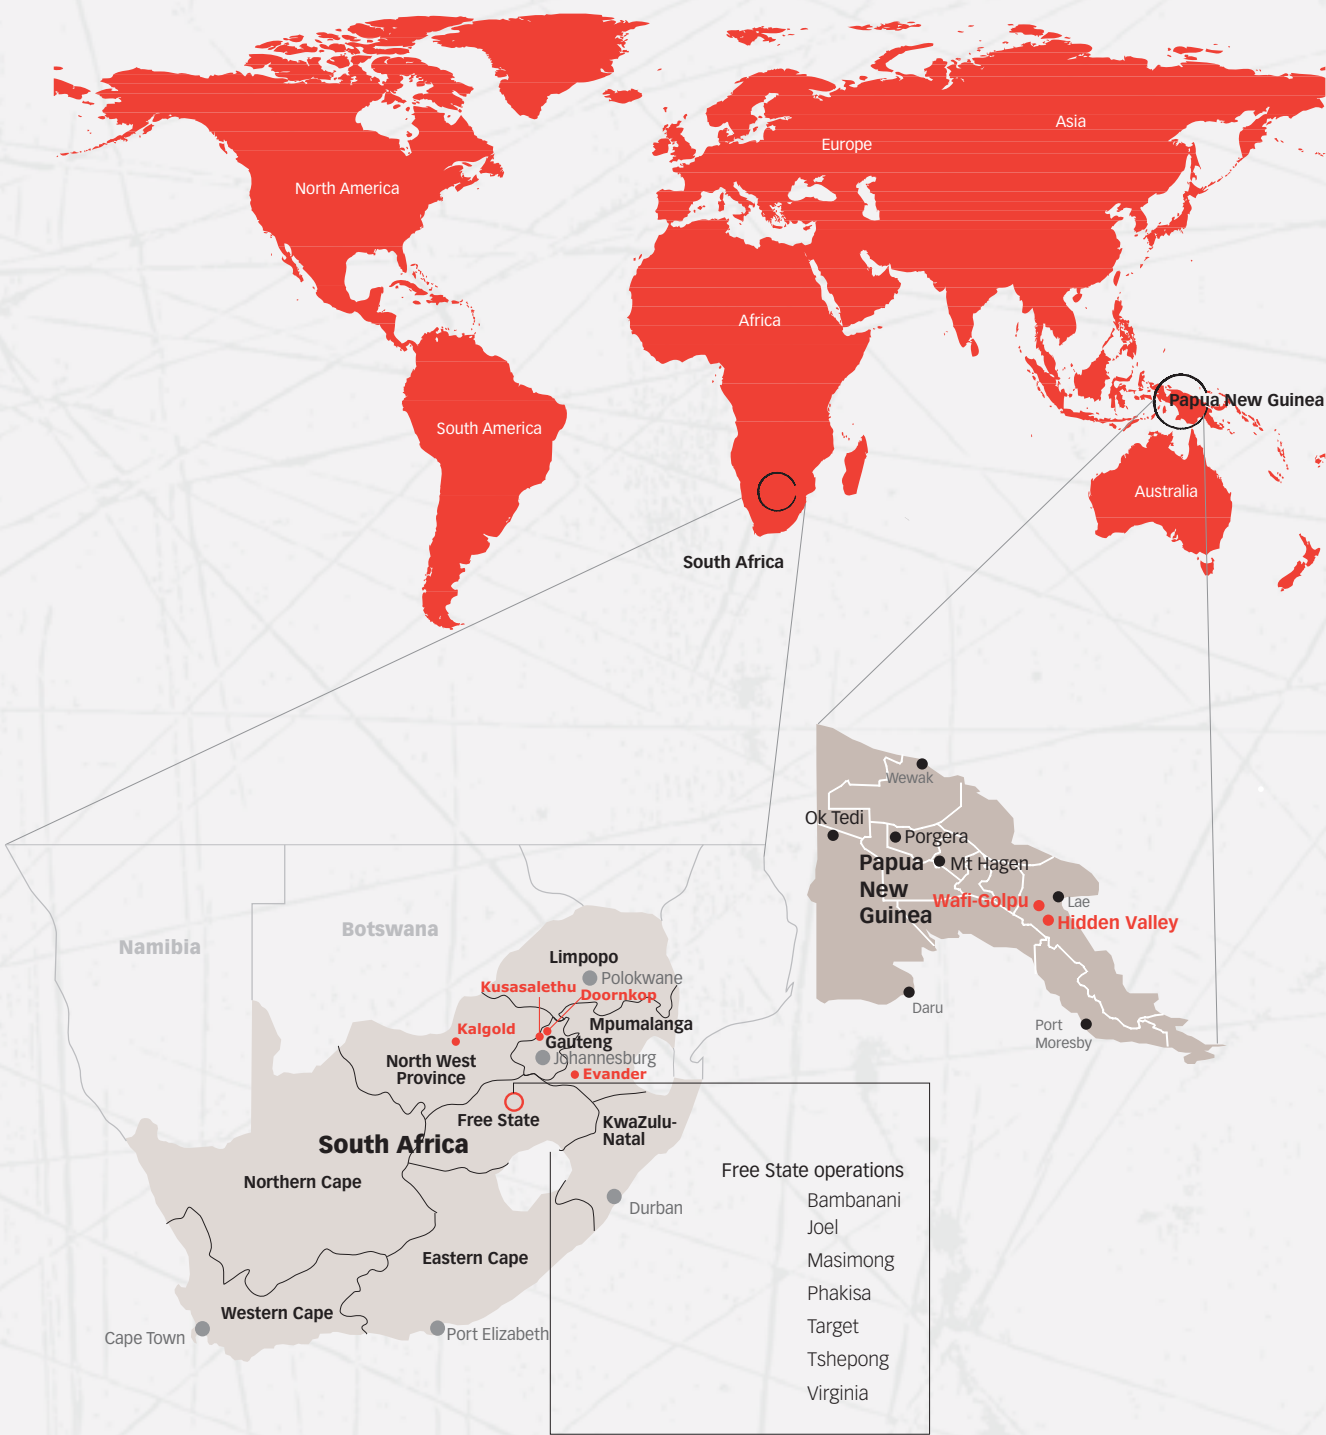 Asia
Europe
North America
Africa
Papua New Guinea
South America
Australia
South Africa
Wewak
Ok Tedi
Porgera
Papua
New
Guinea
Mt Hagen
Wafi-Golpu
Lae
Hidden Valley
Daru
Port
Moresby
Namibia
Botswana
Limpopo
Polokwane
Kusasalethu
Doornkop
Mpumalanga
Kalgold
Gauteng
Johannesburg
North West
Province
Evander
Free State
KwaZulu-
Natal
South Africa
Northern Cape
Durban
Eastern Cape
Western Cape
Cape Town
Port Elizabeth
Free State operations
Bambanani
Joel
Masimong
Phakisa
Target
Tshepong
Virginia